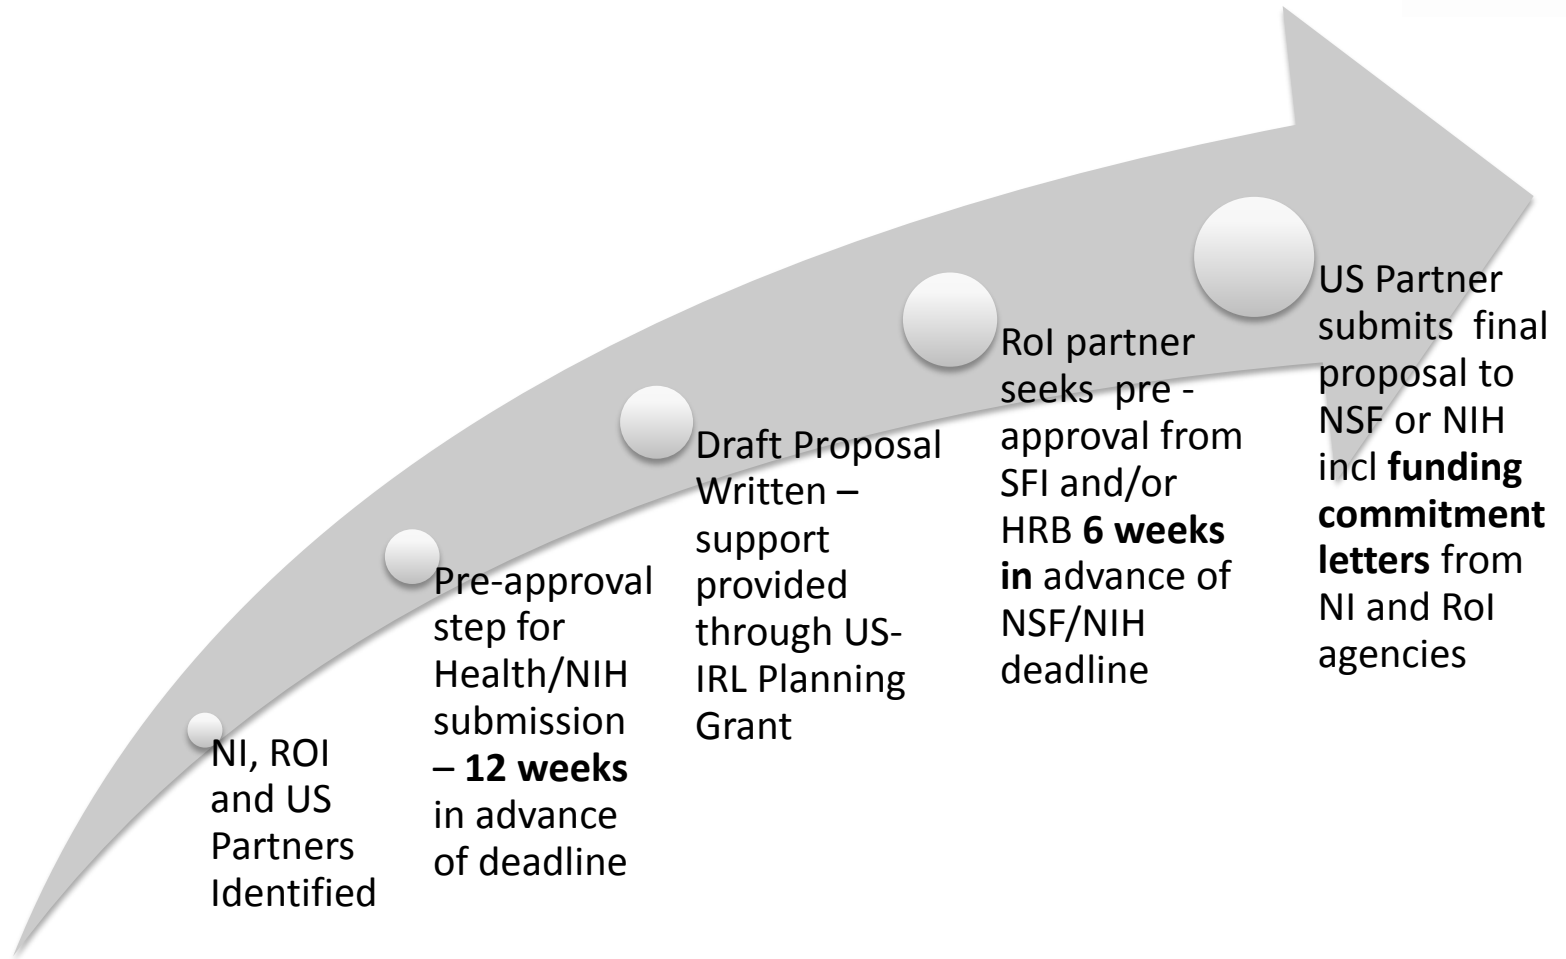 NI, ROI
and US
Partners
Identified
Pre-approval
step for
Health/NIH
submission
– 12 weeks
in advance
of deadline
Draft Proposal
Written –
support
provided
through US-
IRL Planning
Grant
RoI partner
seeks  pre -
approval from
SFI and/or
HRB 6 weeks
in advance of
NSF/NIH
deadline
US Partner
submits  final
proposal to
NSF or NIH
incl funding
commitment
letters from
NI and RoI
agencies